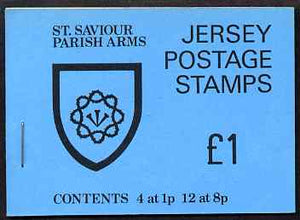 ST. SAVIOUR
PARISH ARMS
JERSEY
POSTAGE
STAMPS
£1
CONTENTS 4 at 1p 12 at 8p